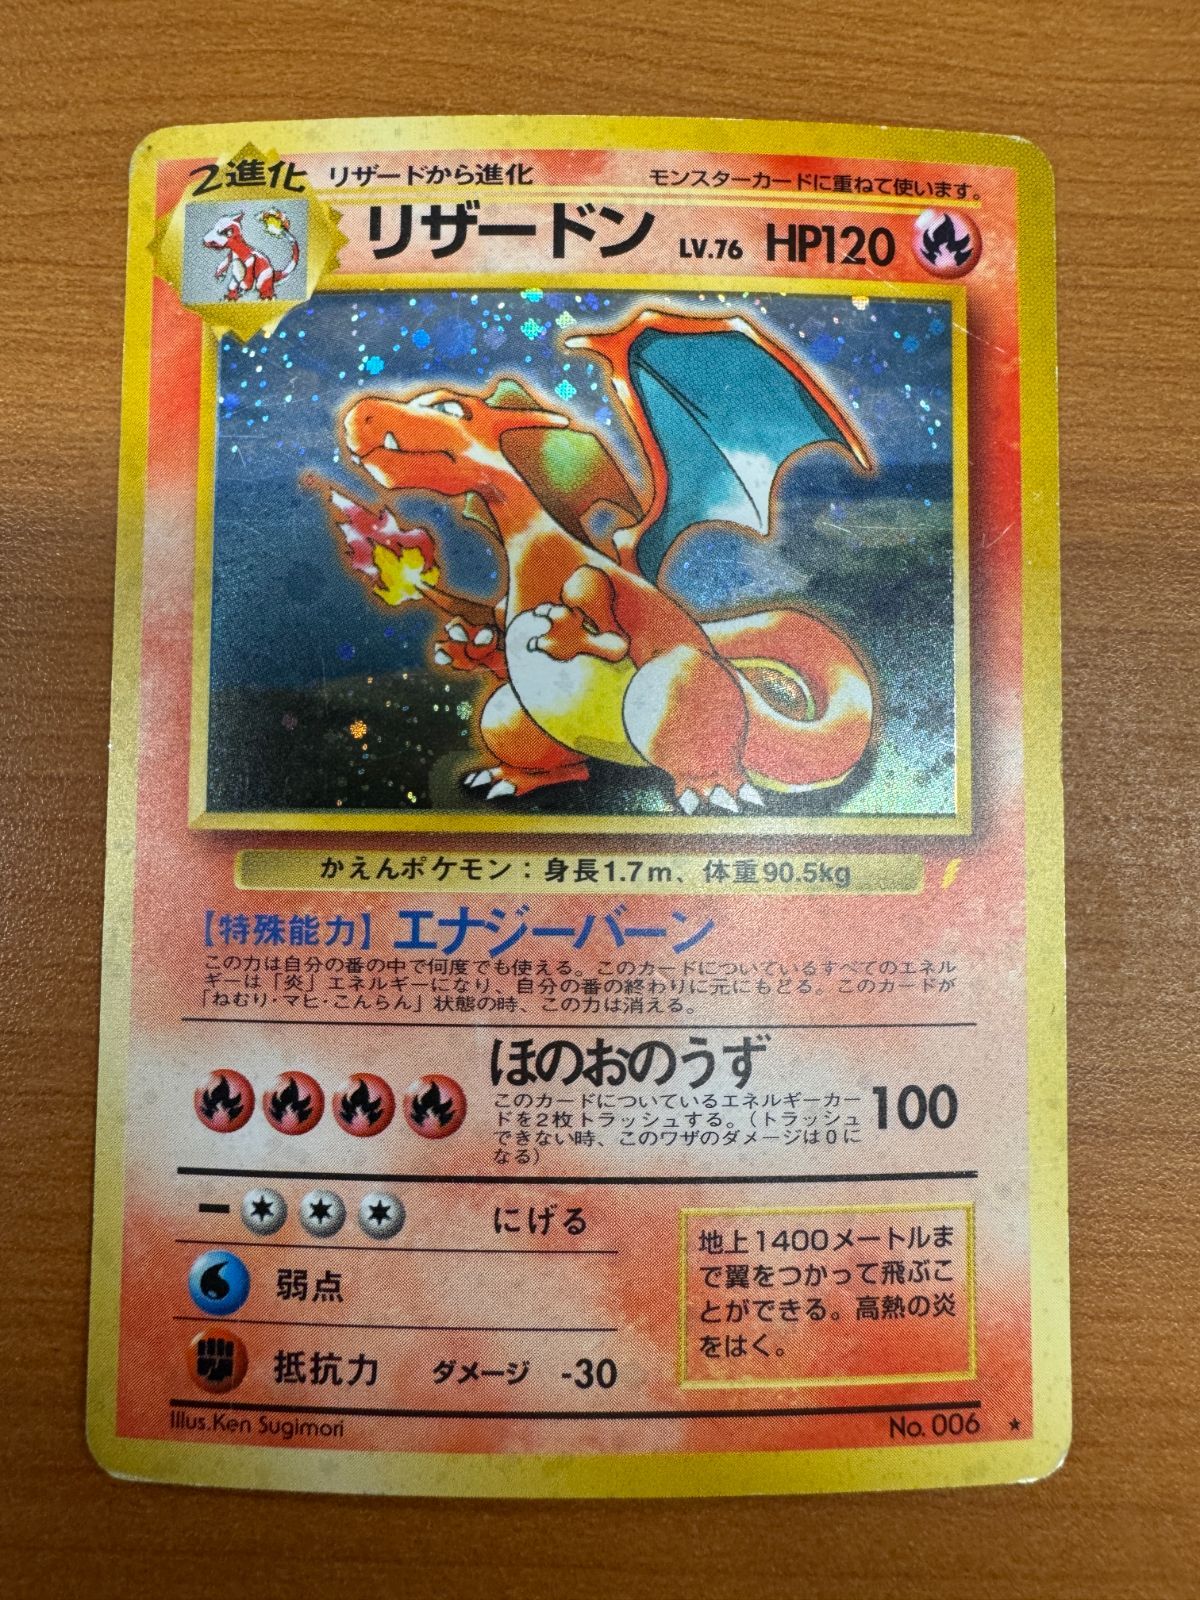 2進化 リザードから進化 モンスターカードに重ねて使います。
リザードン LV.76 HP120
かえんポケモン：身長1.7m、体重90.5kg
【特殊能力】エナジーバーン
この力は自分の番の中で何度でも使える。このカードについているすべてのエネル
ギーは「炎」エネルギーになり、自分の番の終わりに元にもどる。このカードが
「ねむり・マヒ・こんらん」状態の時、この力は消える。
ほのおのうず
このカードについているエネルギーカー
ドを2枚トラッシュする。（トラッシュ
できない時、このワザのダメージは0に
なる）
100
にげる
弱点
抵抗力 ダメージ -30
地上1400メートルま
で翼をつかって飛ぶこ
とができる。高熱の炎
をはく。
Illus.Ken Sugimori
No. 006 ★